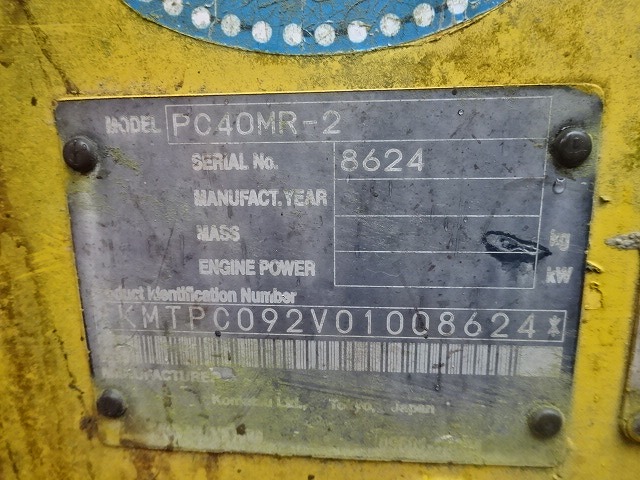 MODEL PC40MR-2
SERIAL No. 8624
MANUFACT. YEAR
MASS kg
ENGINE POWER kW
Product Identification Number
*KMTPC092V01008624*
MANUFACTURER
Komatsu Ltd., Tokyo, Japan